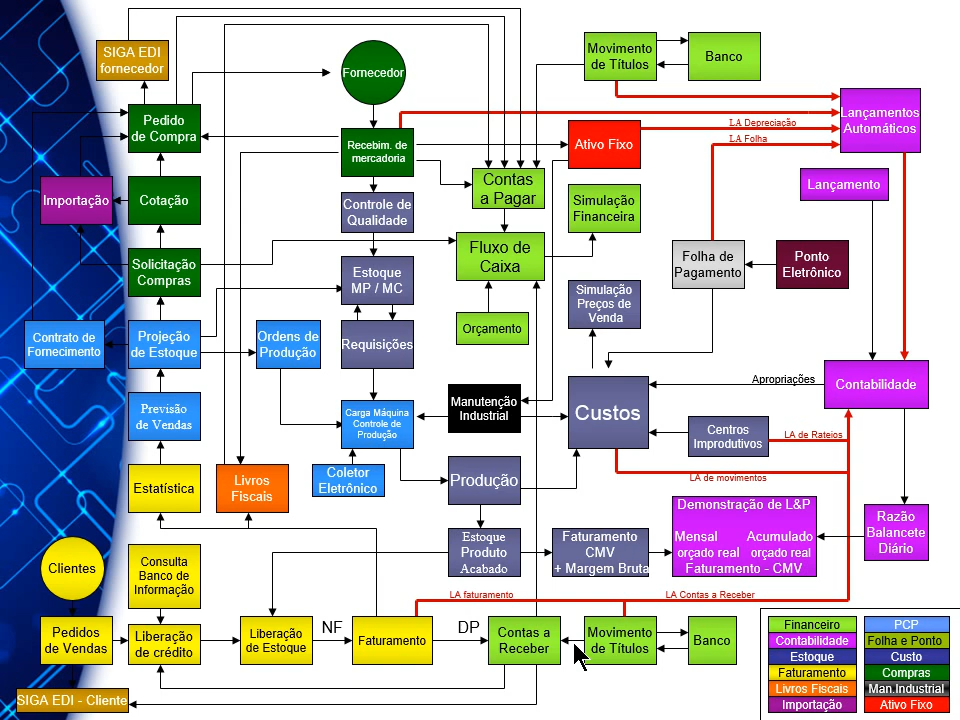 SIGA EDI
fornecedor
Fornecedor
Movimento
de Títulos
Banco
Pedido
de Compra
Recebim. de
mercadoria
Ativo Fixo
LA Depreciação
LA Folha
Lançamentos
Automáticos
Importação
Cotação
Controle de
Qualidade
Contas
a Pagar
Simulação
Financeira
Lançamento
Solicitação
Compras
Estoque
MP / MC
Fluxo de
Caixa
Folha de
Pagamento
Ponto
Eletrônico
Simulação
Preços de
Venda
Contrato de
Fornecimento
Projeção
de Estoque
Ordens de
Produção
Requisições
Orçamento
Previsão
de Vendas
Carga Máquina
Controle de
Produção
Manutenção
Industrial
Custos
Apropriações
Contabilidade
Centros
Improdutivos
LA de Rateios
Estatística
Livros
Fiscais
Coletor
Eletrônico
Produção
LA de movimentos
Demonstração de L&P
Mensal Acumulado
orçado real orçado real
Faturamento - CMV
Razão
Balancete
Diário
Estoque
Produto
Acabado
Faturamento
CMV
+ Margem Bruta
Clientes
Consulta
Banco de
Informação
LA faturamento
LA Contas a Receber
Pedidos
de Vendas
Liberação
de crédito
Liberação
de Estoque
NF
Faturamento
DP
Contas a
Receber
Movimento
de Títulos
Banco
SIGA EDI - Cliente
Financeiro PCP
Contabilidade Folha e Ponto
Estoque Custo
Faturamento Compras
Livros Fiscais Man.Industrial
Importação Ativo Fixo